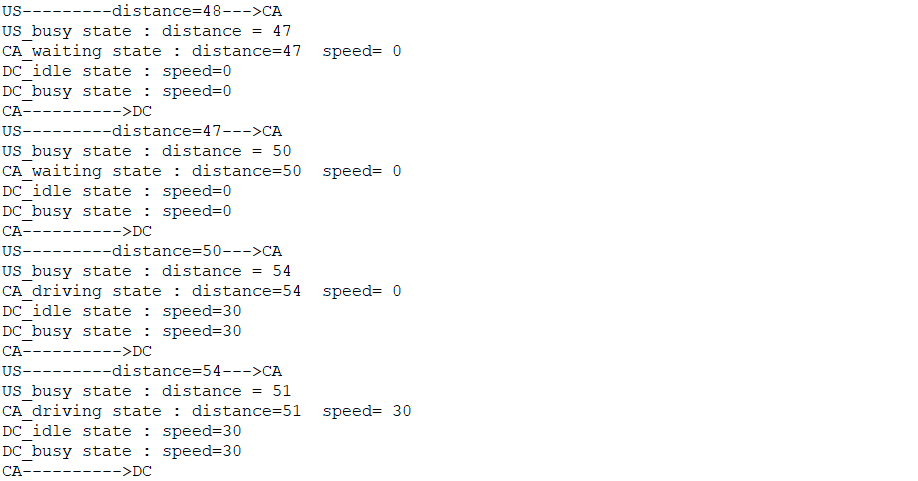 US---------distance=48--->CA
US_busy state : distance = 47
CA_waiting state : distance=47  speed= 0
DC_idle state : speed=0
DC_busy state : speed=0
CA---------->DC
US---------distance=47--->CA
US_busy state : distance = 50
CA_waiting state : distance=50  speed= 0
DC_idle state : speed=0
DC_busy state : speed=0
CA---------->DC
US---------distance=50--->CA
US_busy state : distance = 54
CA_driving state : distance=54  speed= 0
DC_idle state : speed=30
DC_busy state : speed=30
CA---------->DC
US---------distance=54--->CA
US_busy state : distance = 51
CA_driving state : distance=51  speed= 30
DC_idle state : speed=30
DC_busy state : speed=30
CA---------->DC